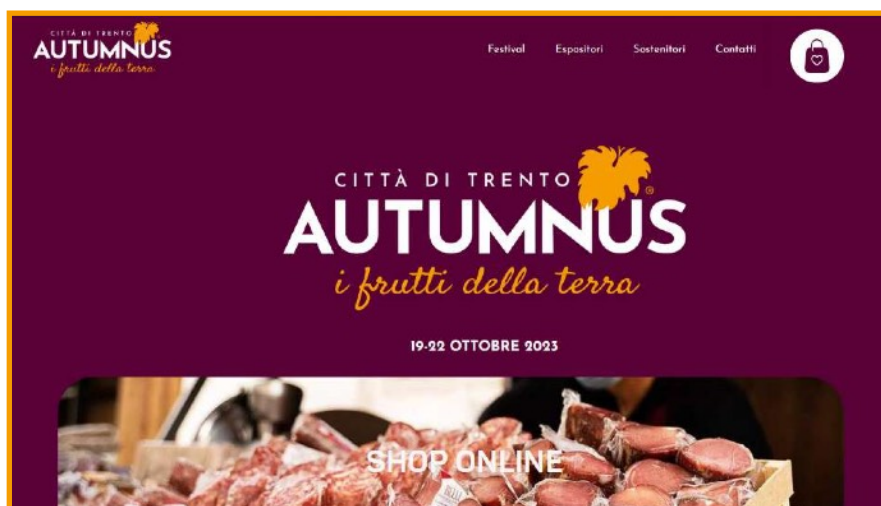 CITTÀ DI TRENTO
AUTUMNUS
i frutti della terra
Festival Espositori Sostenitori Contatti
CITTÀ DI TRENTO
AUTUMNUS
®
i frutti della terra
19-22 OTTOBRE 2023
SHOP ONLINE